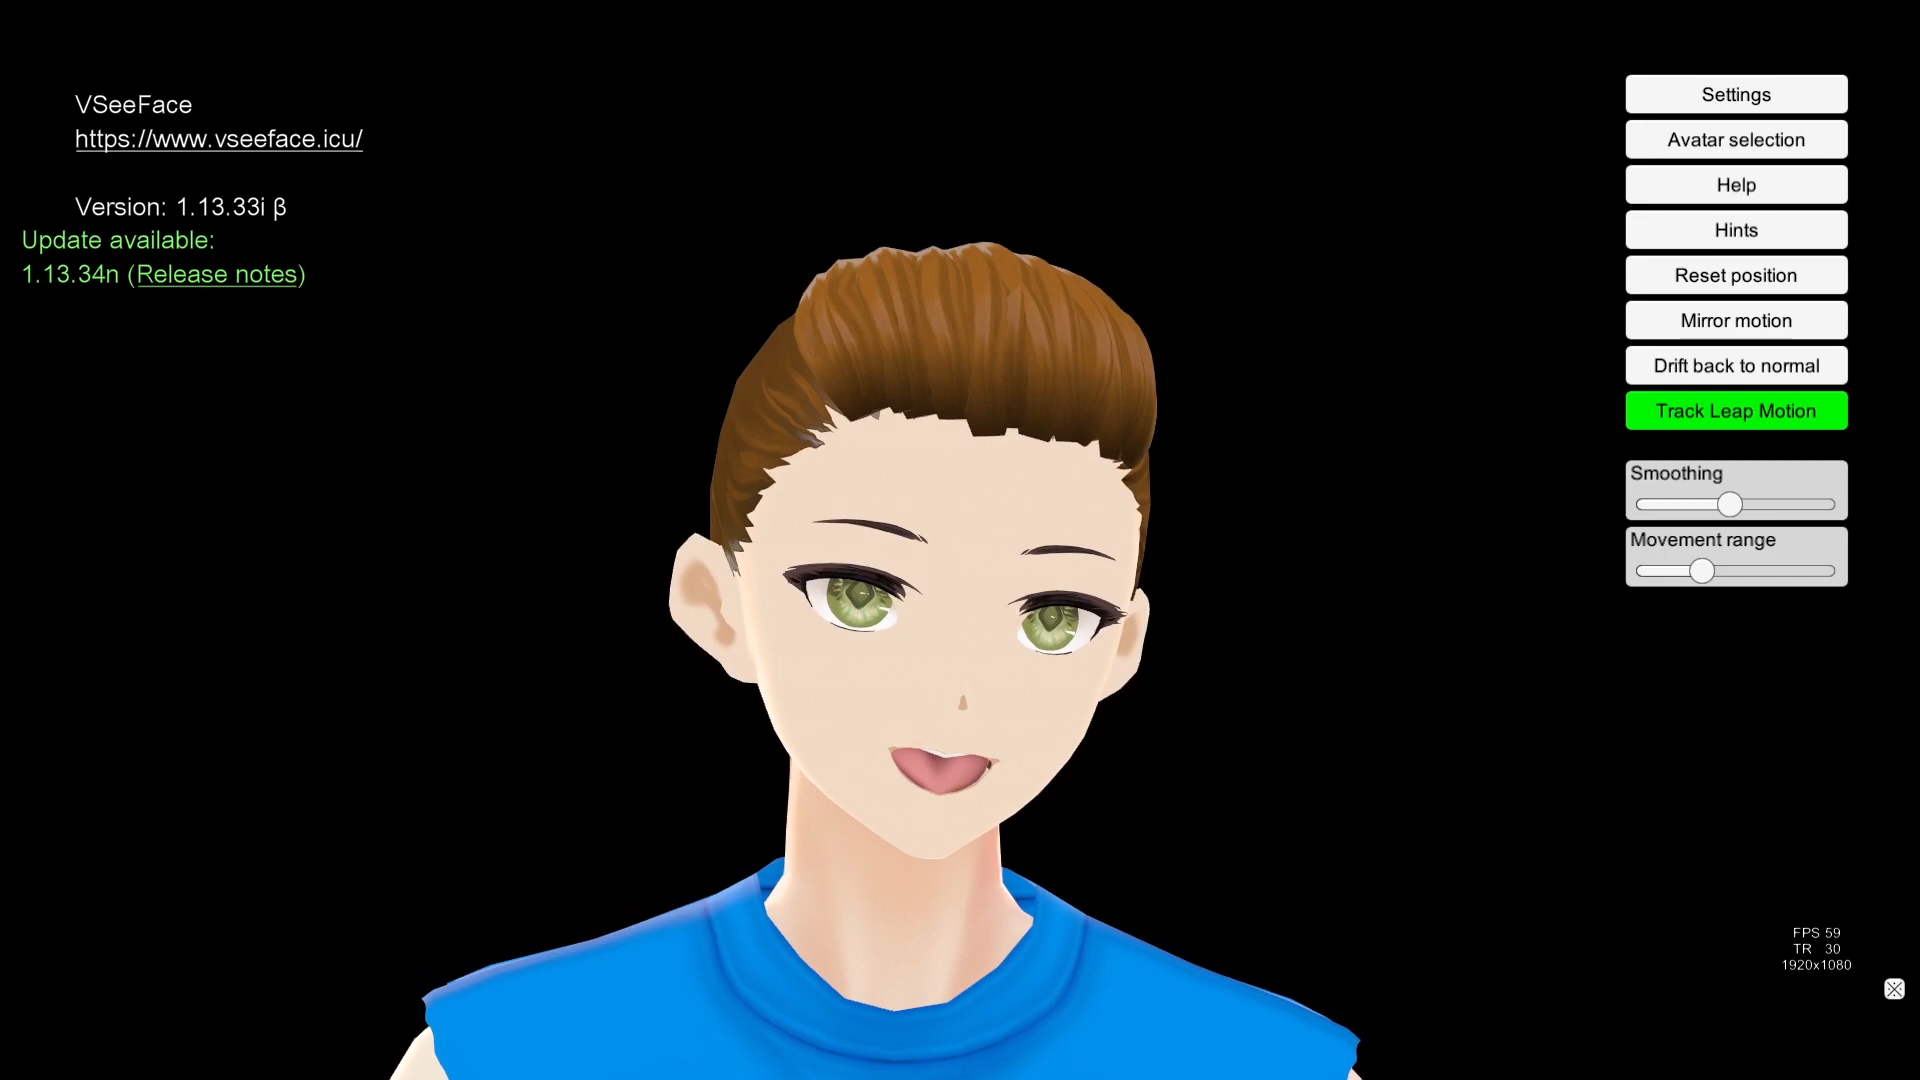 VSeeFace
https://www.vseeface.icu/
Version: 1.13.33i β
Update available:
1.13.34n (Release notes)
Settings
Avatar selection
Help
Hints
Reset position
Mirror motion
Drift back to normal
Track Leap Motion
Smoothing
Movement range
FPS 59
TR 30
1920x1080